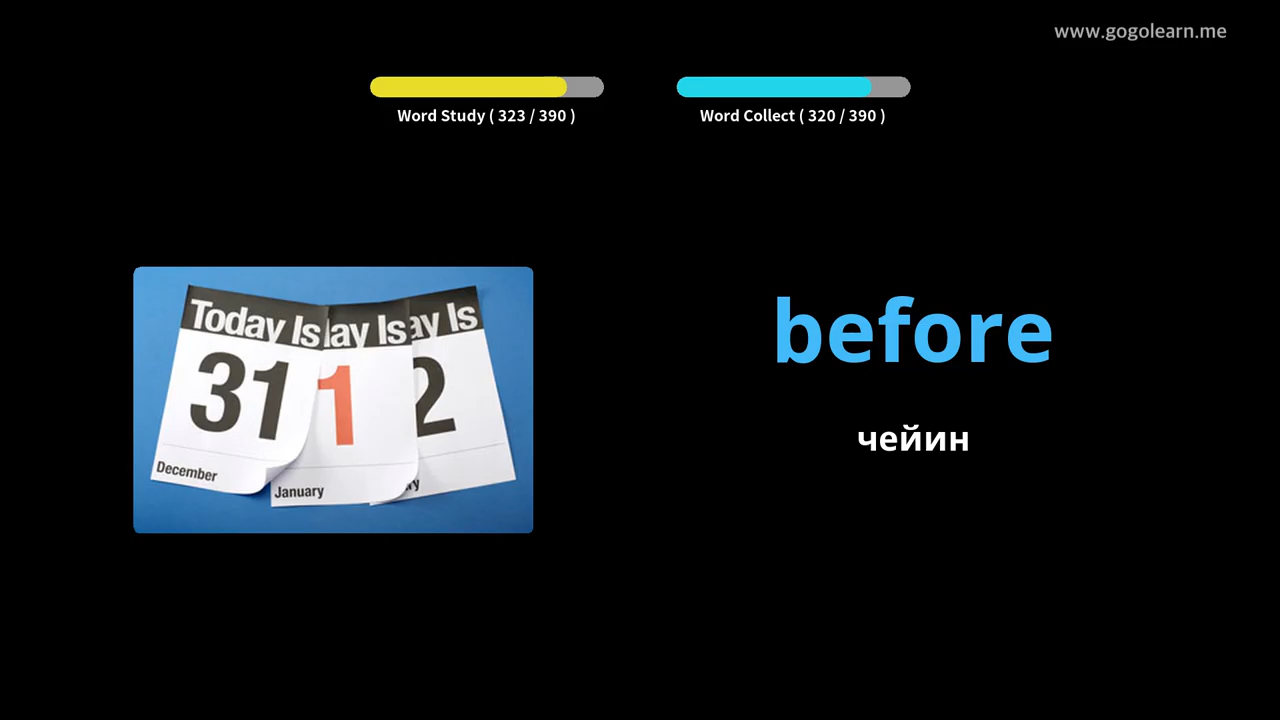 www.gogolearn.me
Word Study ( 323 / 390 )
Word Collect ( 320 / 390 )
Today Is
ay Is
ay Is
31
1
2
December
January
ry
before
чейин